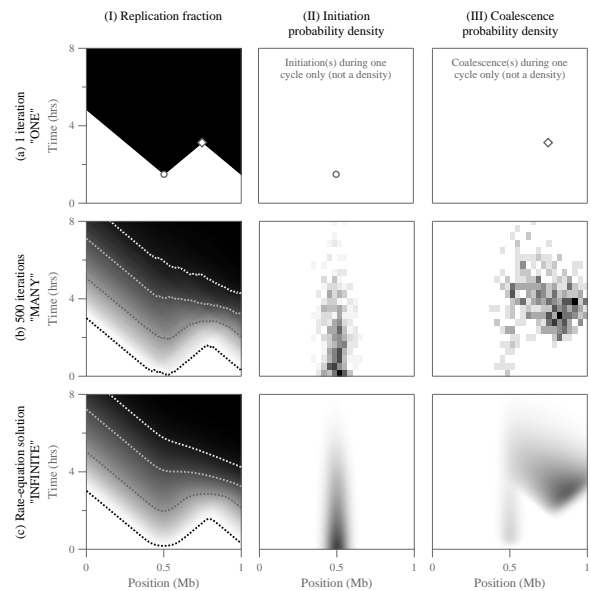 (I) Replication fraction
(II) Initiation
probability density
(III) Coalescence
probability density
(a) 1 iteration
"ONE"
Time (hrs)
8
4
0
Initiation(s) during one
cycle only (not a density)
Coalescence(s) during one
cycle only (not a density)
(b) 500 iterations
"MANY"
Time (hrs)
8
4
0
(c) Rate-equation solution
"INFINITE"
Time (hrs)
8
4
0
0 0.5 1
0 0.5 1
0 0.5 1
Position (Mb)
Position (Mb)
Position (Mb)